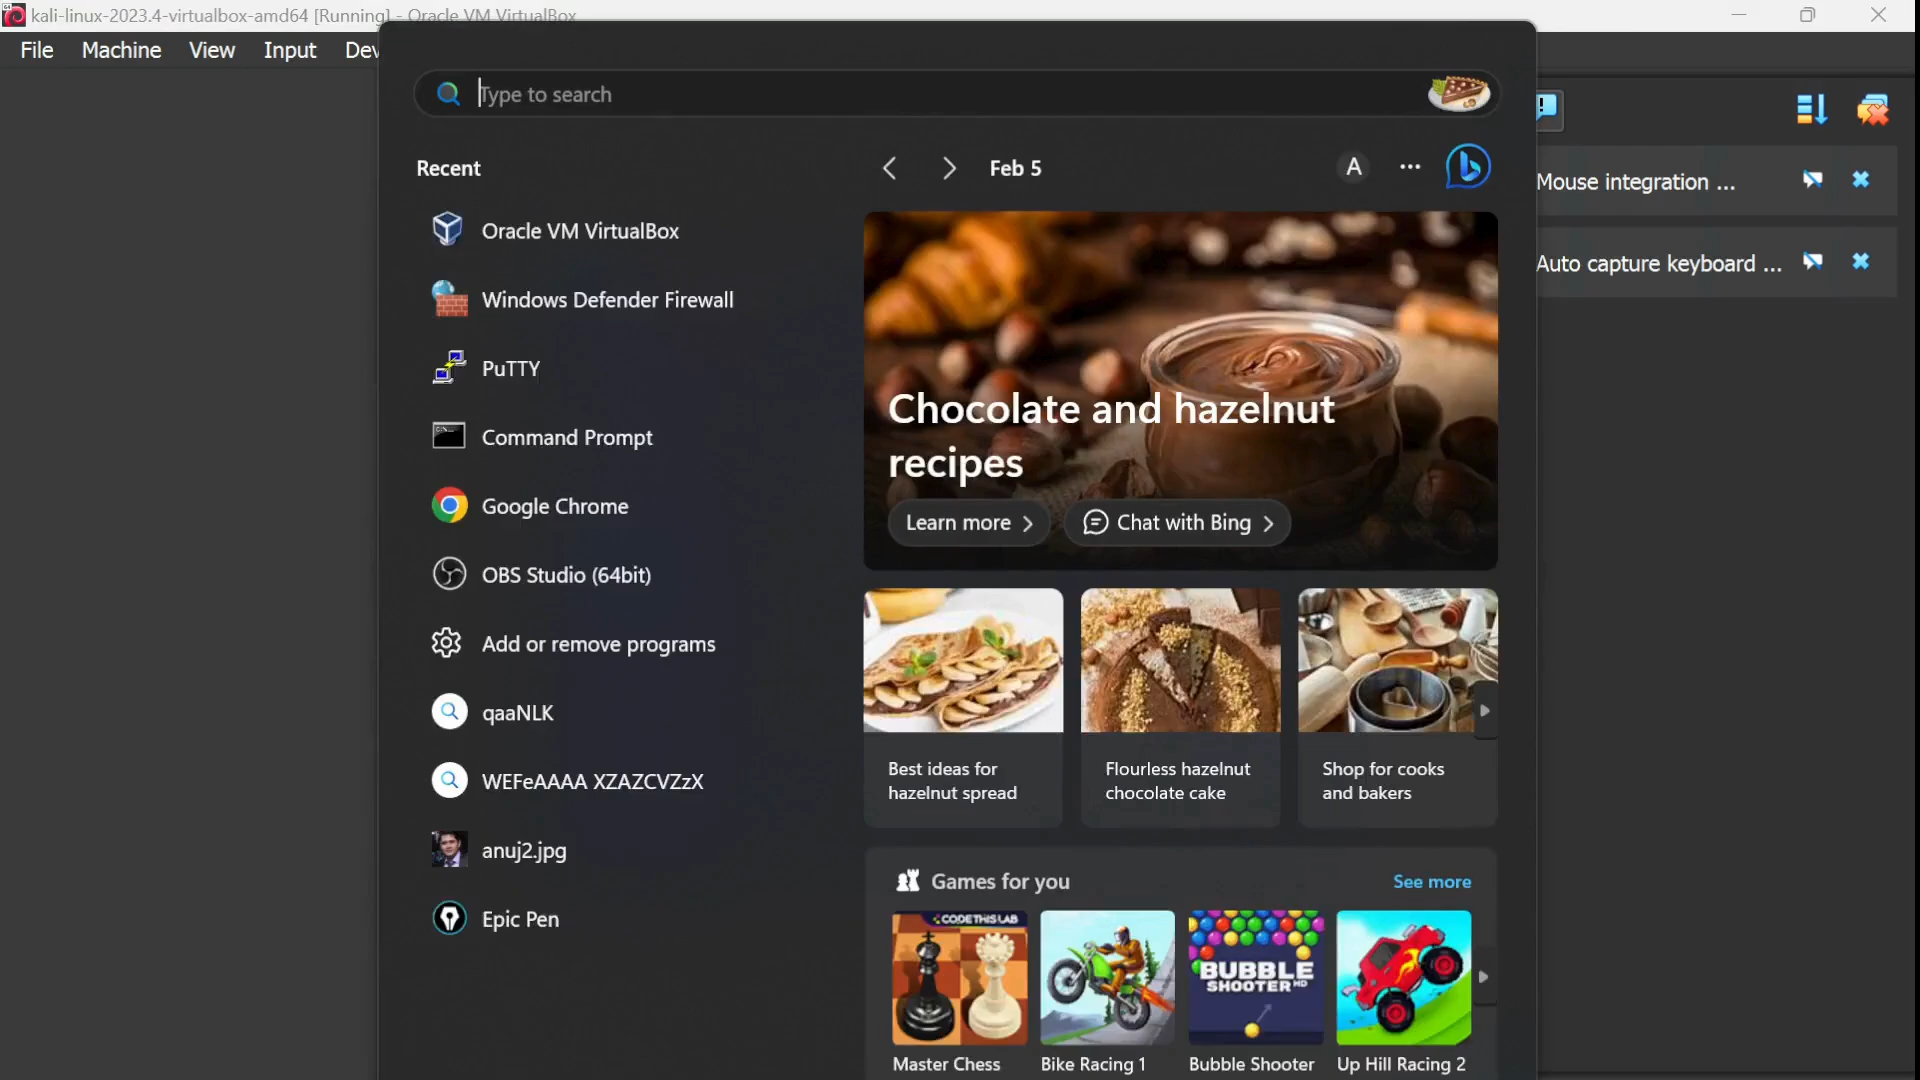 kali-linux-2023.4-virtualbox-amd64 [Running] - Oracle VM VirtualBox
File Machine View Input Dev
Type to search
Recent
Feb 5
A
Oracle VM VirtualBox
Windows Defender Firewall
PuTTY
Command Prompt
Google Chrome
OBS Studio (64bit)
Add or remove programs
qaaNLK
WEFeAAAA XZAZCVZzX
anuj2.jpg
Epic Pen
Chocolate and hazelnut
recipes
Learn more
Chat with Bing
Best ideas for
hazelnut spread
Flourless hazelnut
chocolate cake
Shop for cooks
and bakers
Games for you
See more
CODETHISLAB
BUBBLE
SHOOTER HD
Master Chess
Bike Racing 1
Bubble Shooter
Up Hill Racing 2
Mouse integration ...
Auto capture keyboard ...